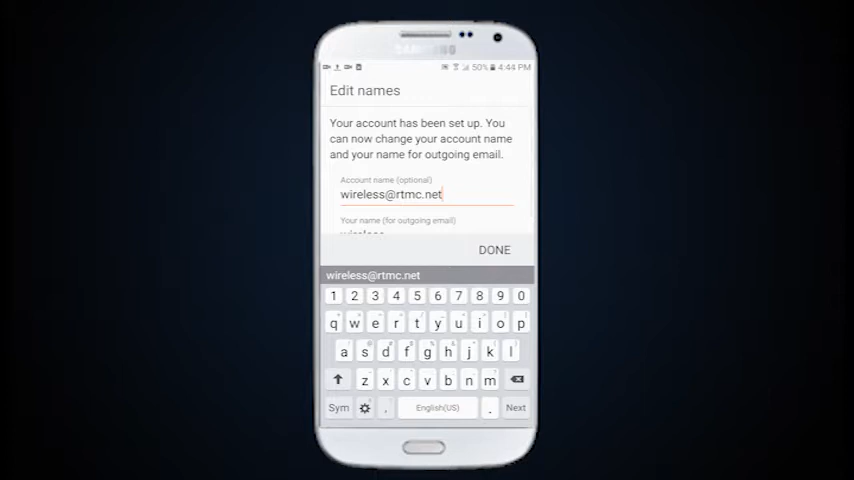 SAMSUNG
50% 4:44 PM
Edit names
Your account has been set up. You
can now change your account name
and your name for outgoing email.
Account name (optional)
wireless@rtmc.net
Your name (for outgoing email)
wireless
DONE
wireless@rtmc.net
1 2 3 4 5 6 7 8 9 0
q w e r t y u i o p
a s d f g h j k l
z x c v b n m
Sym , English(US) . Next